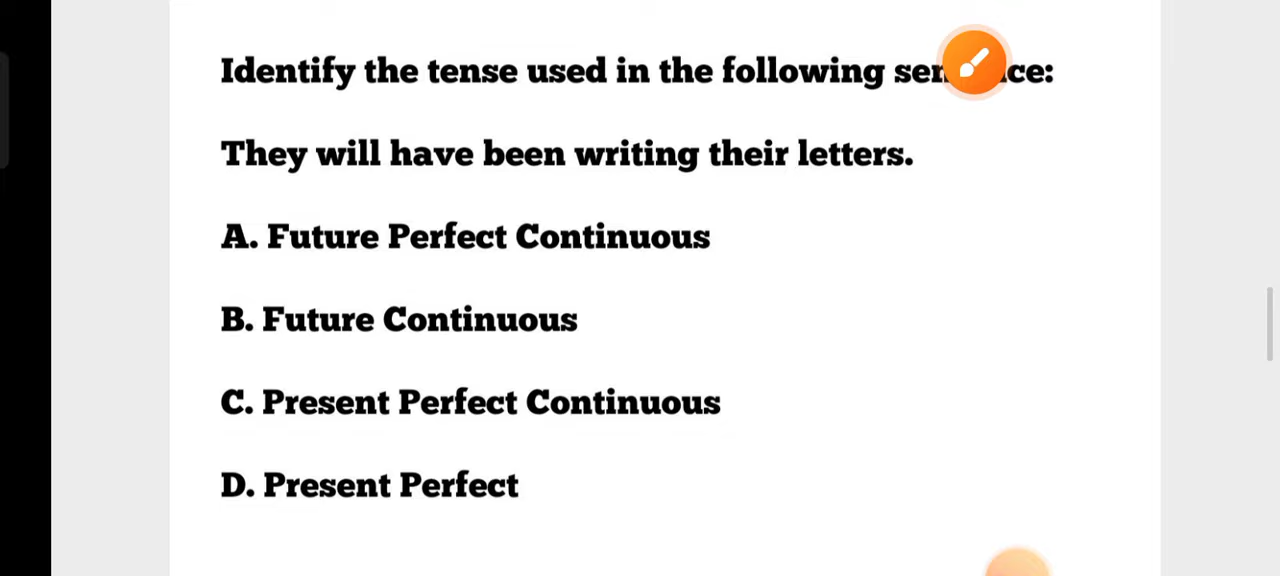 Identify the tense used in the following ce:
They will have been writing their letters.
A. Future Perfect Continuous
B. Future Continuous
C. Present Perfect Continuous
D. Present Perfect